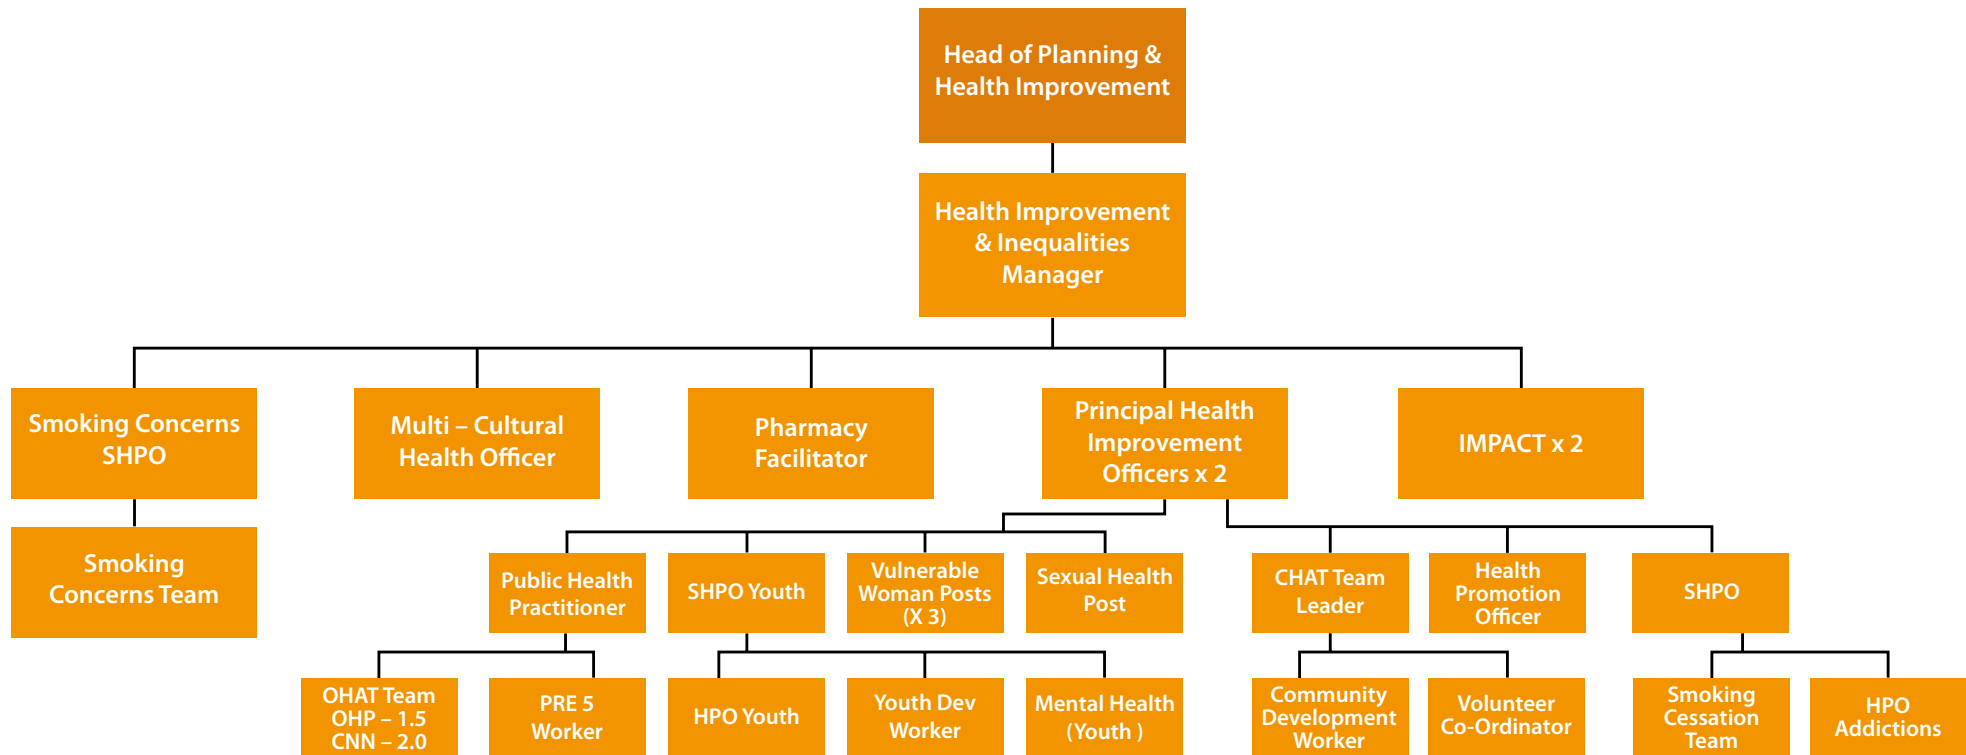 Head of Planning &
Health Improvement
Health Improvement
& Inequalities
Manager
Smoking Concerns
SHPO
Multi – Cultural
Health Officer
Pharmacy
Facilitator
Principal Health
Improvement
Officers x 2
IMPACT x 2
Smoking
Concerns Team
Public Health
Practitioner
SHPO Youth
Vulnerable
Woman Posts
(X 3)
Sexual Health
Post
CHAT Team
Leader
Health
Promotion
Officer
SHPO
OHAT Team
OHP – 1.5
CNN – 2.0
PRE 5
Worker
HPO Youth
Youth Dev
Worker
Mental Health
(Youth )
Community
Development
Worker
Volunteer
Co-Ordinator
Smoking
Cessation
Team
HPO
Addictions